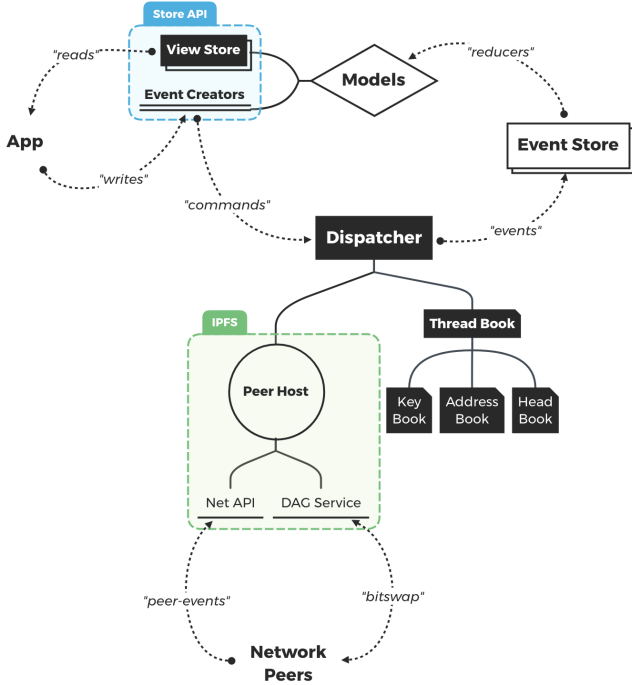 Store API
"reads"
View Store
"reducers"
Models
Event Creators
App
Event Store
"writes"
"commands"
Dispatcher
"events"
IPFS
Thread Book
Peer Host
Key
Book
Address
Book
Head
Book
Net API
DAG Service
"peer-events"
"bitswap"
Network
Peers